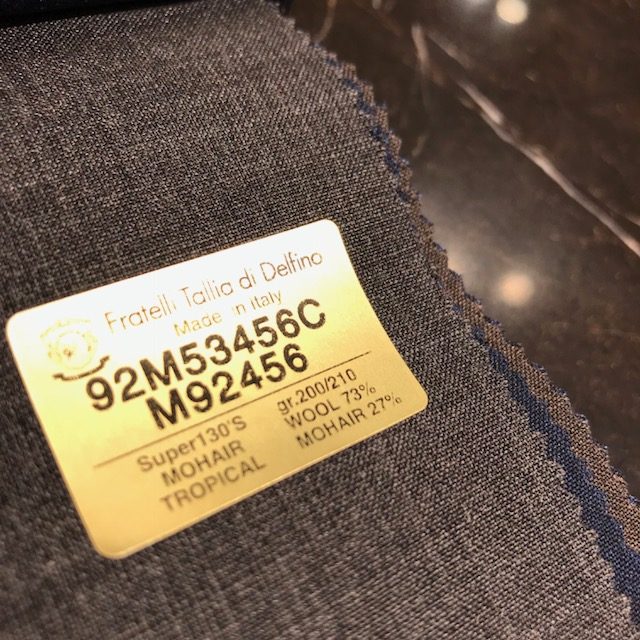 Fratelli Tallia di Delfino
Made in italy
92M53456C
M92456
Super130'S gr.200/210
MOHAIR WOOL 73%
TROPICAL MOHAIR 27%